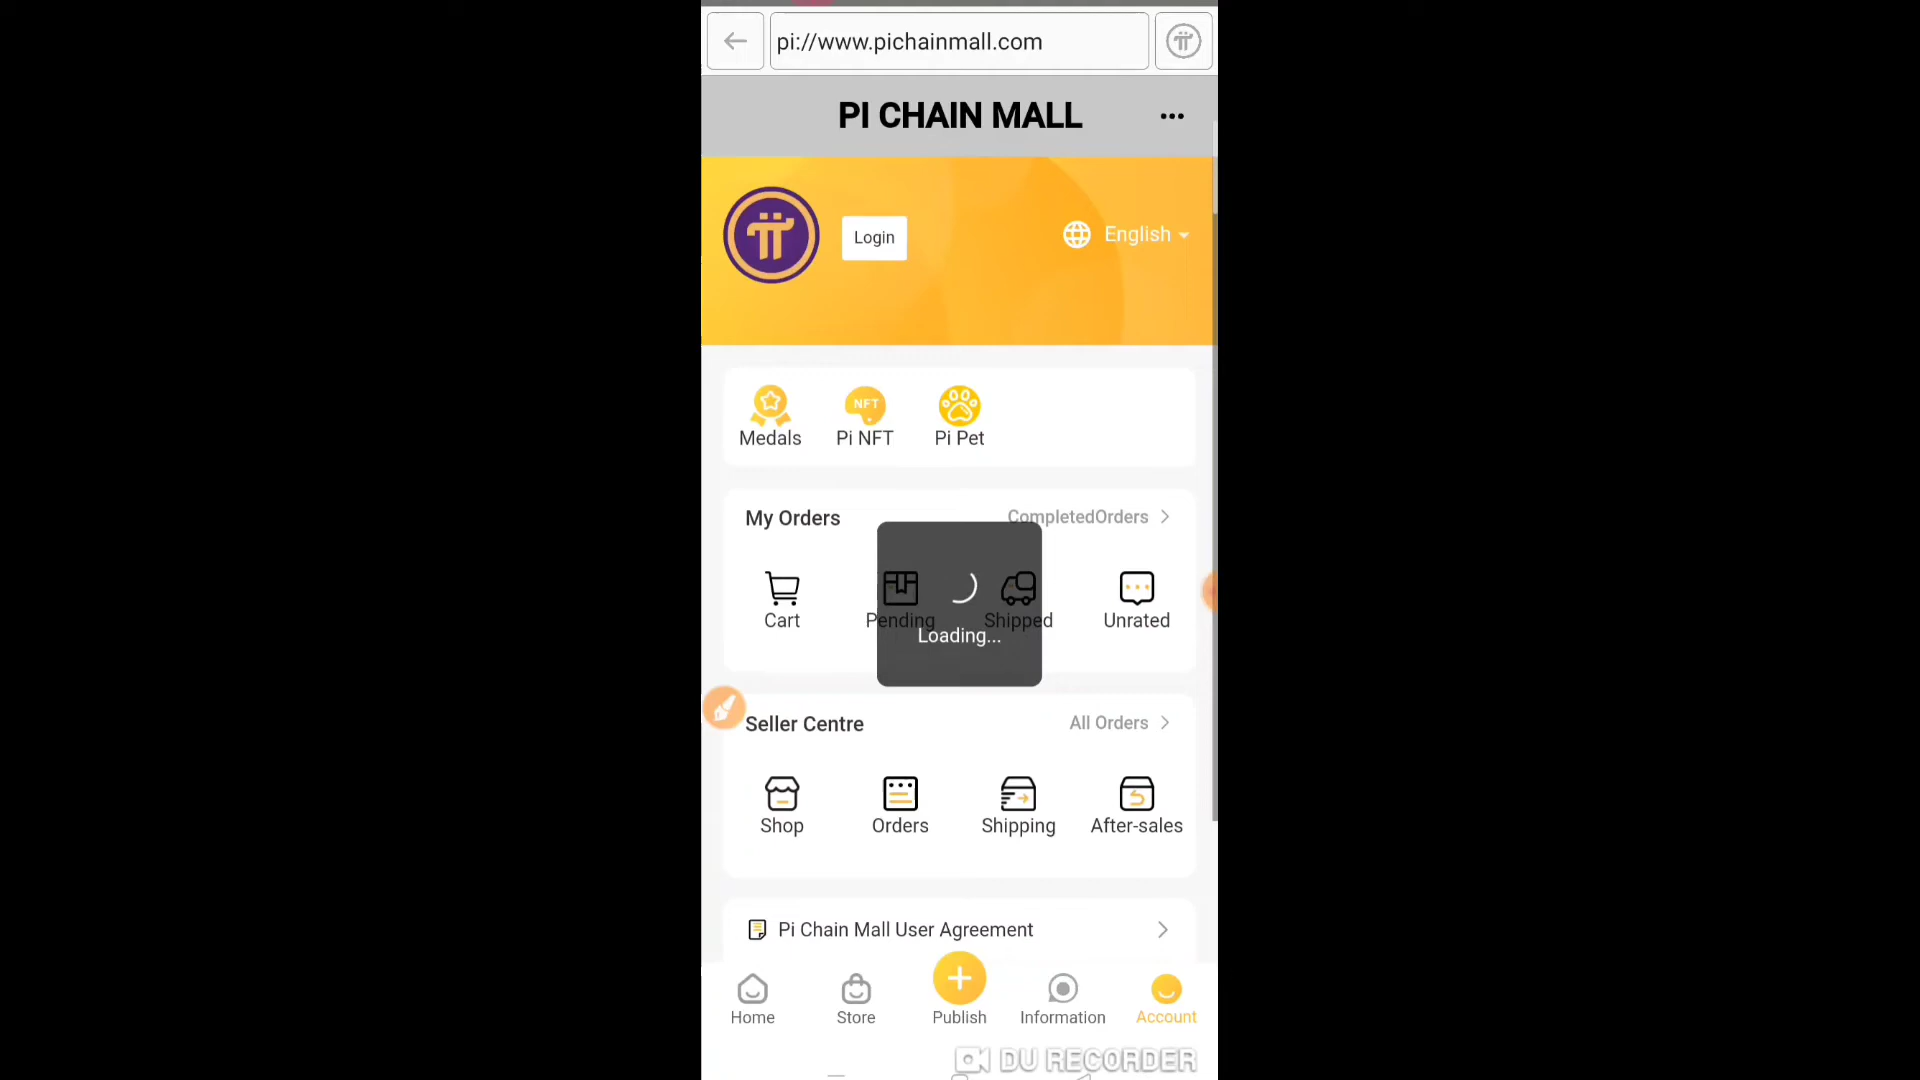 pi://www.pichainmall.com
PI CHAIN MALL
Login
English
NFT
Medals
Pi NFT
Pi Pet
My Orders
CompletedOrders
Cart
Pending
Shipped
Unrated
Loading...
Seller Centre
All Orders
Shop
Orders
Shipping
After-sales
Pi Chain Mall User Agreement
Home
Store
Publish
Information
Account
DU RECORDER